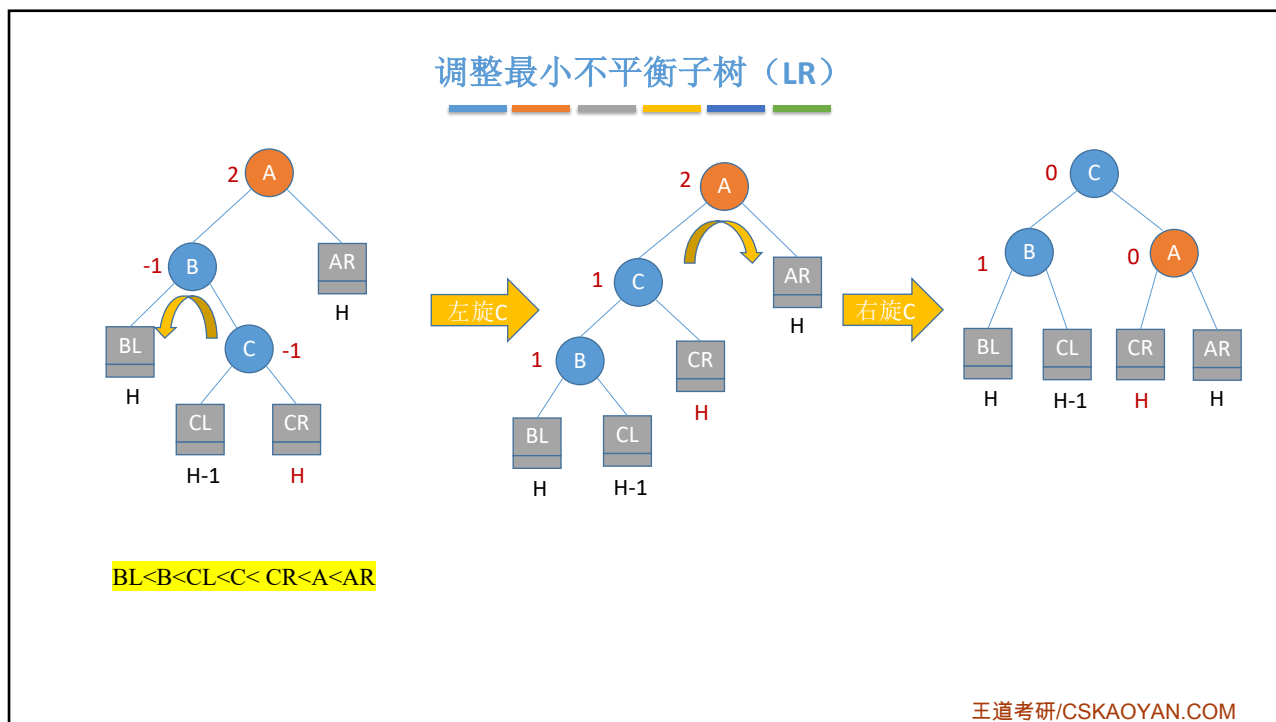 调整最小不平衡子树（LR）
2
A
-1
B
AR
H
BL
H
C
-1
CL
H-1
CR
H
左旋C
2
A
1
C
AR
H
1
B
CR
H
BL
H
CL
H-1
右旋C
0
C
1
B
0
A
BL
CL
CR
AR
H
H-1
H
H
BL<B<CL<C< CR<A<AR
王道考研/CSKAOYAN.COM